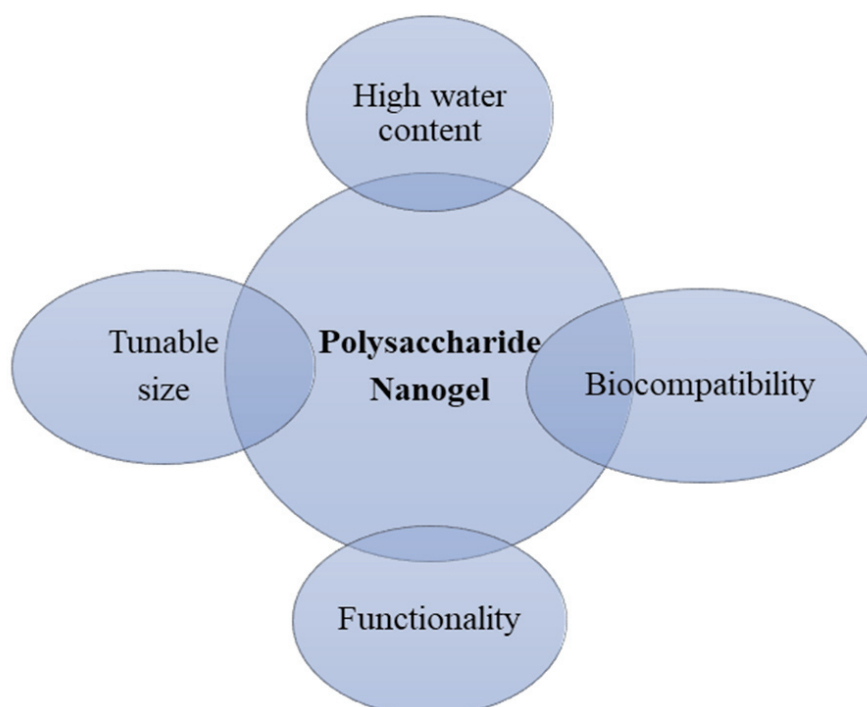 High water
content
Tunable
size
Polysaccharide
Nanogel
Biocompatibility
Functionality